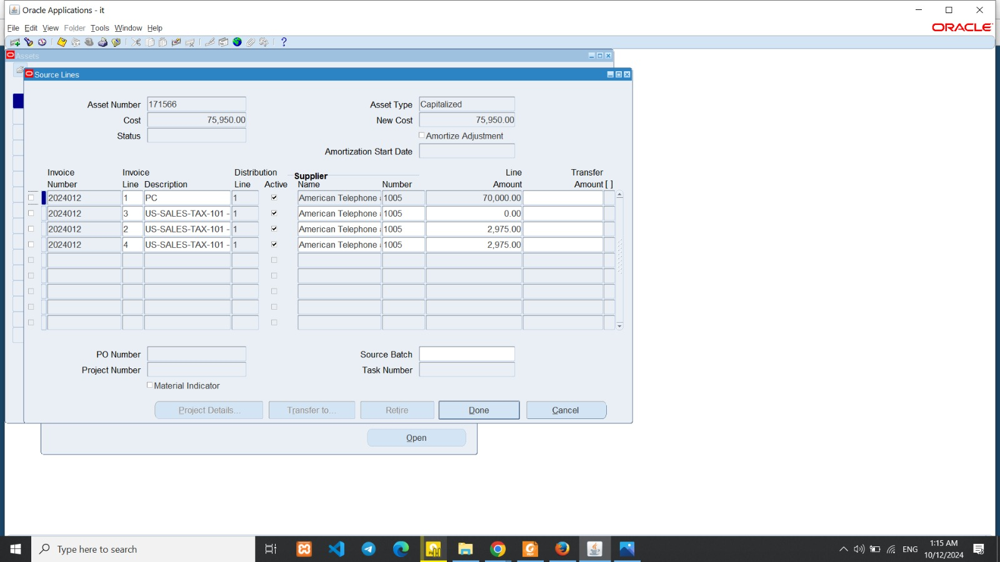 Oracle Applications - it
File Edit View Folder Tools Window Help
ORACLE
Assets
Source Lines
Asset Number 171566 Asset Type Capitalized
Cost 75,950.00 New Cost 75,950.00
Status Amortize Adjustment
Amortization Start Date
Invoice Invoice Distribution Supplier Line Transfer
Number Line Description Line Active Name Number Amount Amount [ ]
2024012 1 PC 1 American Telephone 1005 70,000.00
2024012 3 US-SALES-TAX-101 - 1 American Telephone 1005 0.00
2024012 2 US-SALES-TAX-101 - 1 American Telephone 1005 2,975.00
2024012 4 US-SALES-TAX-101 - 1 American Telephone 1005 2,975.00
PO Number Source Batch
Project Number Task Number
Material Indicator
Project Details... Transfer to... Retire Done Cancel
Open
Type here to search
ENG
1:15 AM
10/12/2024